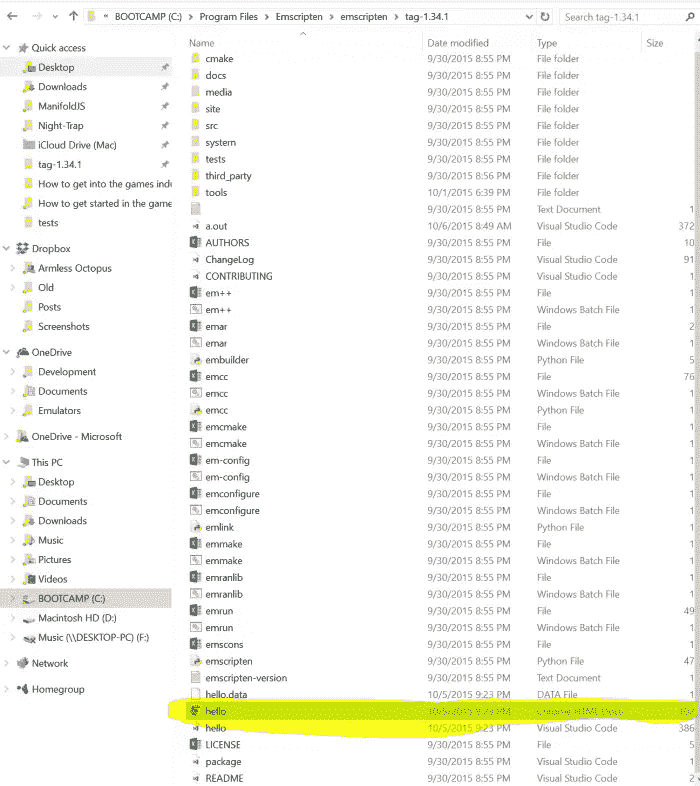 « BOOTCAMP (C:) > Program Files > Emscripten > emscripten > tag-1.34.1 Search tag-1.34.1
Quick access
Desktop
Downloads
ManifoldJS
Night-Trap
iCloud Drive (Mac)
tag-1.34.1
How to get into the games indu
How to get started in the game
tests
Dropbox
Armless Octopus
Old
Posts
Screenshots
OneDrive
Development
Documents
Emulators
OneDrive - Microsoft
This PC
Desktop
Documents
Downloads
Music
Pictures
Videos
BOOTCAMP (C:)
Macintosh HD (D:)
Music (\\DESKTOP-PC) (F:)
Network
Homegroup
Name Date modified Type Size
cmake 9/30/2015 8:55 PM File folder
docs 9/30/2015 8:55 PM File folder
media 9/30/2015 8:55 PM File folder
site 9/30/2015 8:55 PM File folder
src 9/30/2015 8:55 PM File folder
system 9/30/2015 8:55 PM File folder
tests 9/30/2015 8:55 PM File folder
third_party 9/30/2015 8:56 PM File folder
tools 10/1/2015 6:39 PM File folder
9/30/2015 8:55 PM Text Document 1
a.out 10/6/2015 8:49 AM Visual Studio Code 372
AUTHORS 9/30/2015 8:55 PM File 10
ChangeLog 9/30/2015 8:55 PM Visual Studio Code 91
CONTRIBUTING 9/30/2015 8:55 PM Visual Studio Code 1
em++ 9/30/2015 8:55 PM File 1
em++ 9/30/2015 8:55 PM Windows Batch File 1
emar 9/30/2015 8:55 PM File 2
emar 9/30/2015 8:55 PM Windows Batch File 1
embuilder 9/30/2015 8:55 PM Python File 5
emcc 9/30/2015 8:55 PM File 76
emcc 9/30/2015 8:55 PM Windows Batch File 1
emcc 9/30/2015 8:55 PM Python File 1
emcmake 9/30/2015 8:55 PM File 1
emcmake 9/30/2015 8:55 PM Windows Batch File 1
em-config 9/30/2015 8:55 PM File 1
em-config 9/30/2015 8:55 PM Windows Batch File 1
emconfigure 9/30/2015 8:55 PM File 1
emconfigure 9/30/2015 8:55 PM Windows Batch File 1
emlink 9/30/2015 8:55 PM Python File 1
emmake 9/30/2015 8:55 PM File 1
emmake 9/30/2015 8:55 PM Windows Batch File 1
emranlib 9/30/2015 8:55 PM File 1
emranlib 9/30/2015 8:55 PM Windows Batch File 1
emrun 9/30/2015 8:55 PM File 49
emrun 9/30/2015 8:55 PM Windows Batch File 1
emscons 9/30/2015 8:55 PM File 1
emscripten 9/30/2015 8:55 PM Python File 47
emscripten-version 9/30/2015 8:55 PM Text Document 1
hello.data 10/5/2015 9:23 PM DATA File 1
hello 10/5/2015 9:23 PM Chrome HTML Docu
hello 10/5/2015 9:23 PM Visual Studio Code 386
LICENSE 9/30/2015 8:55 PM File 5
package 9/30/2015 8:55 PM Visual Studio Code 1
README 9/30/2015 8:55 PM Visual Studio Code 2